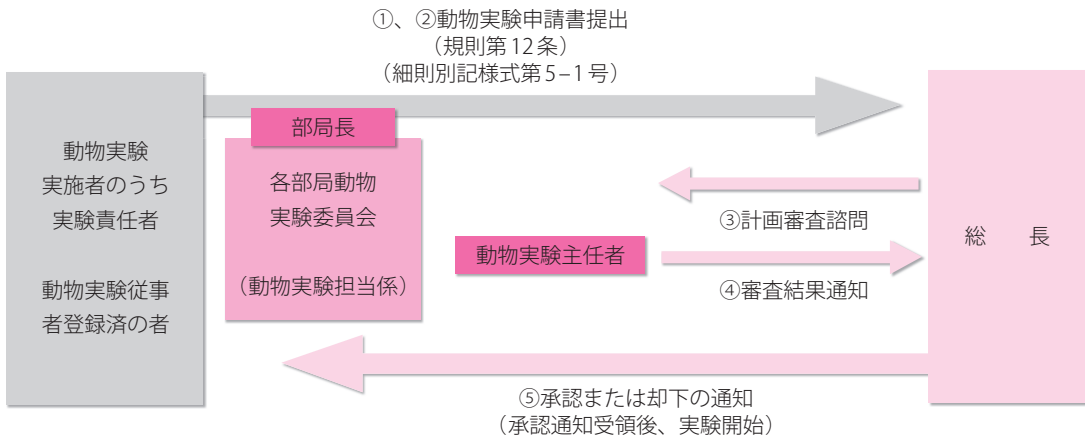 ①、②動物実験申請書提出
（規則第12条）
（細則別記様式第5–1号）
動物実験
実施者のうち
実験責任者
動物実験従事
者登録済の者
部局長
各部局動物
実験委員会
（動物実験担当係）
動物実験主任者
③計画審査諮問
④審査結果通知
総　長
⑤承認または却下の通知
（承認通知受領後、実験開始）